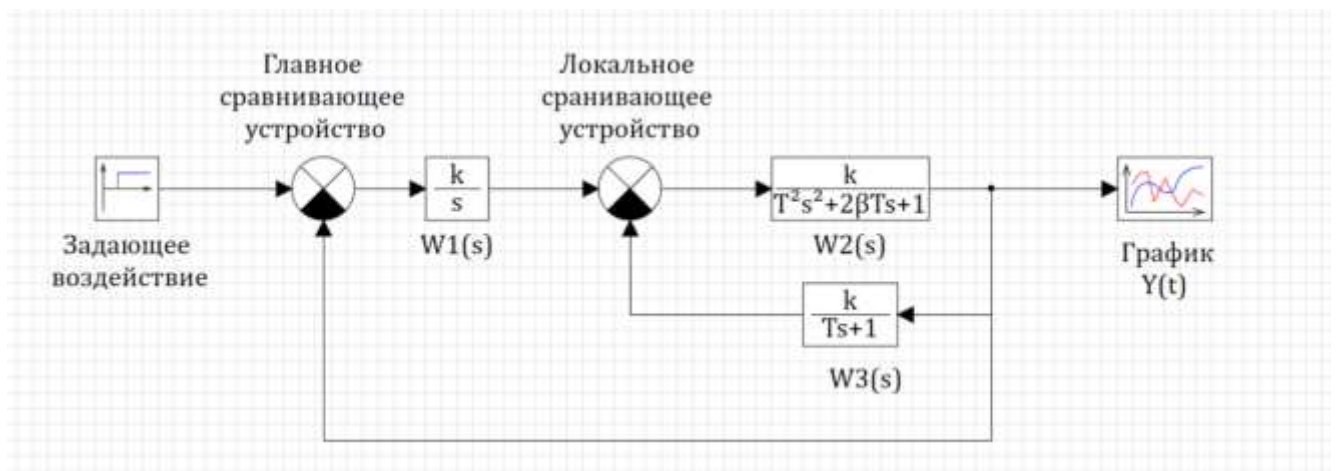 Главное
сравнивающее
устройство
Локальное
сранивающее
устройство
k
s
k
T²s²+2βTs+1
Задающее
воздействие
W1(s)
W2(s)
График
Y(t)
k
Ts+1
W3(s)